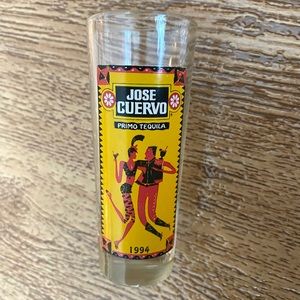 JOSE
CUERVO
PRIMO TEQUILA
1994